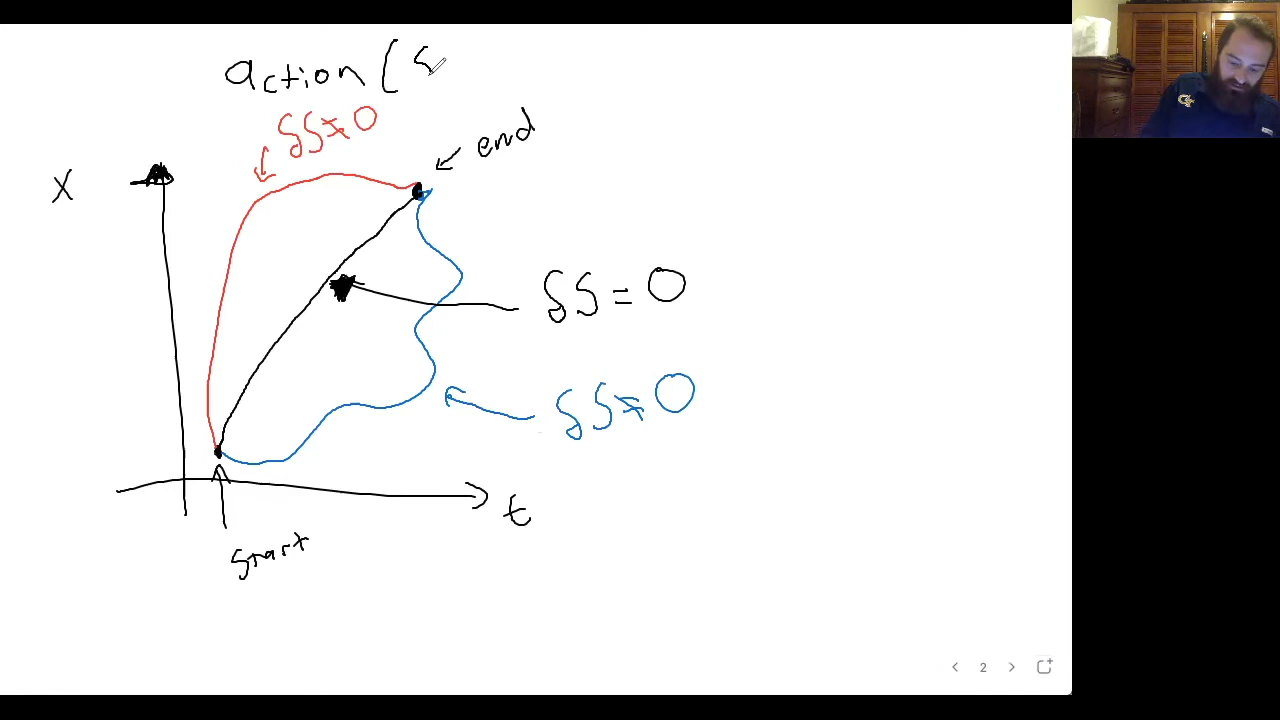 action (S
δS≠0
end
x
δS=0
δS≠0
t
start
2